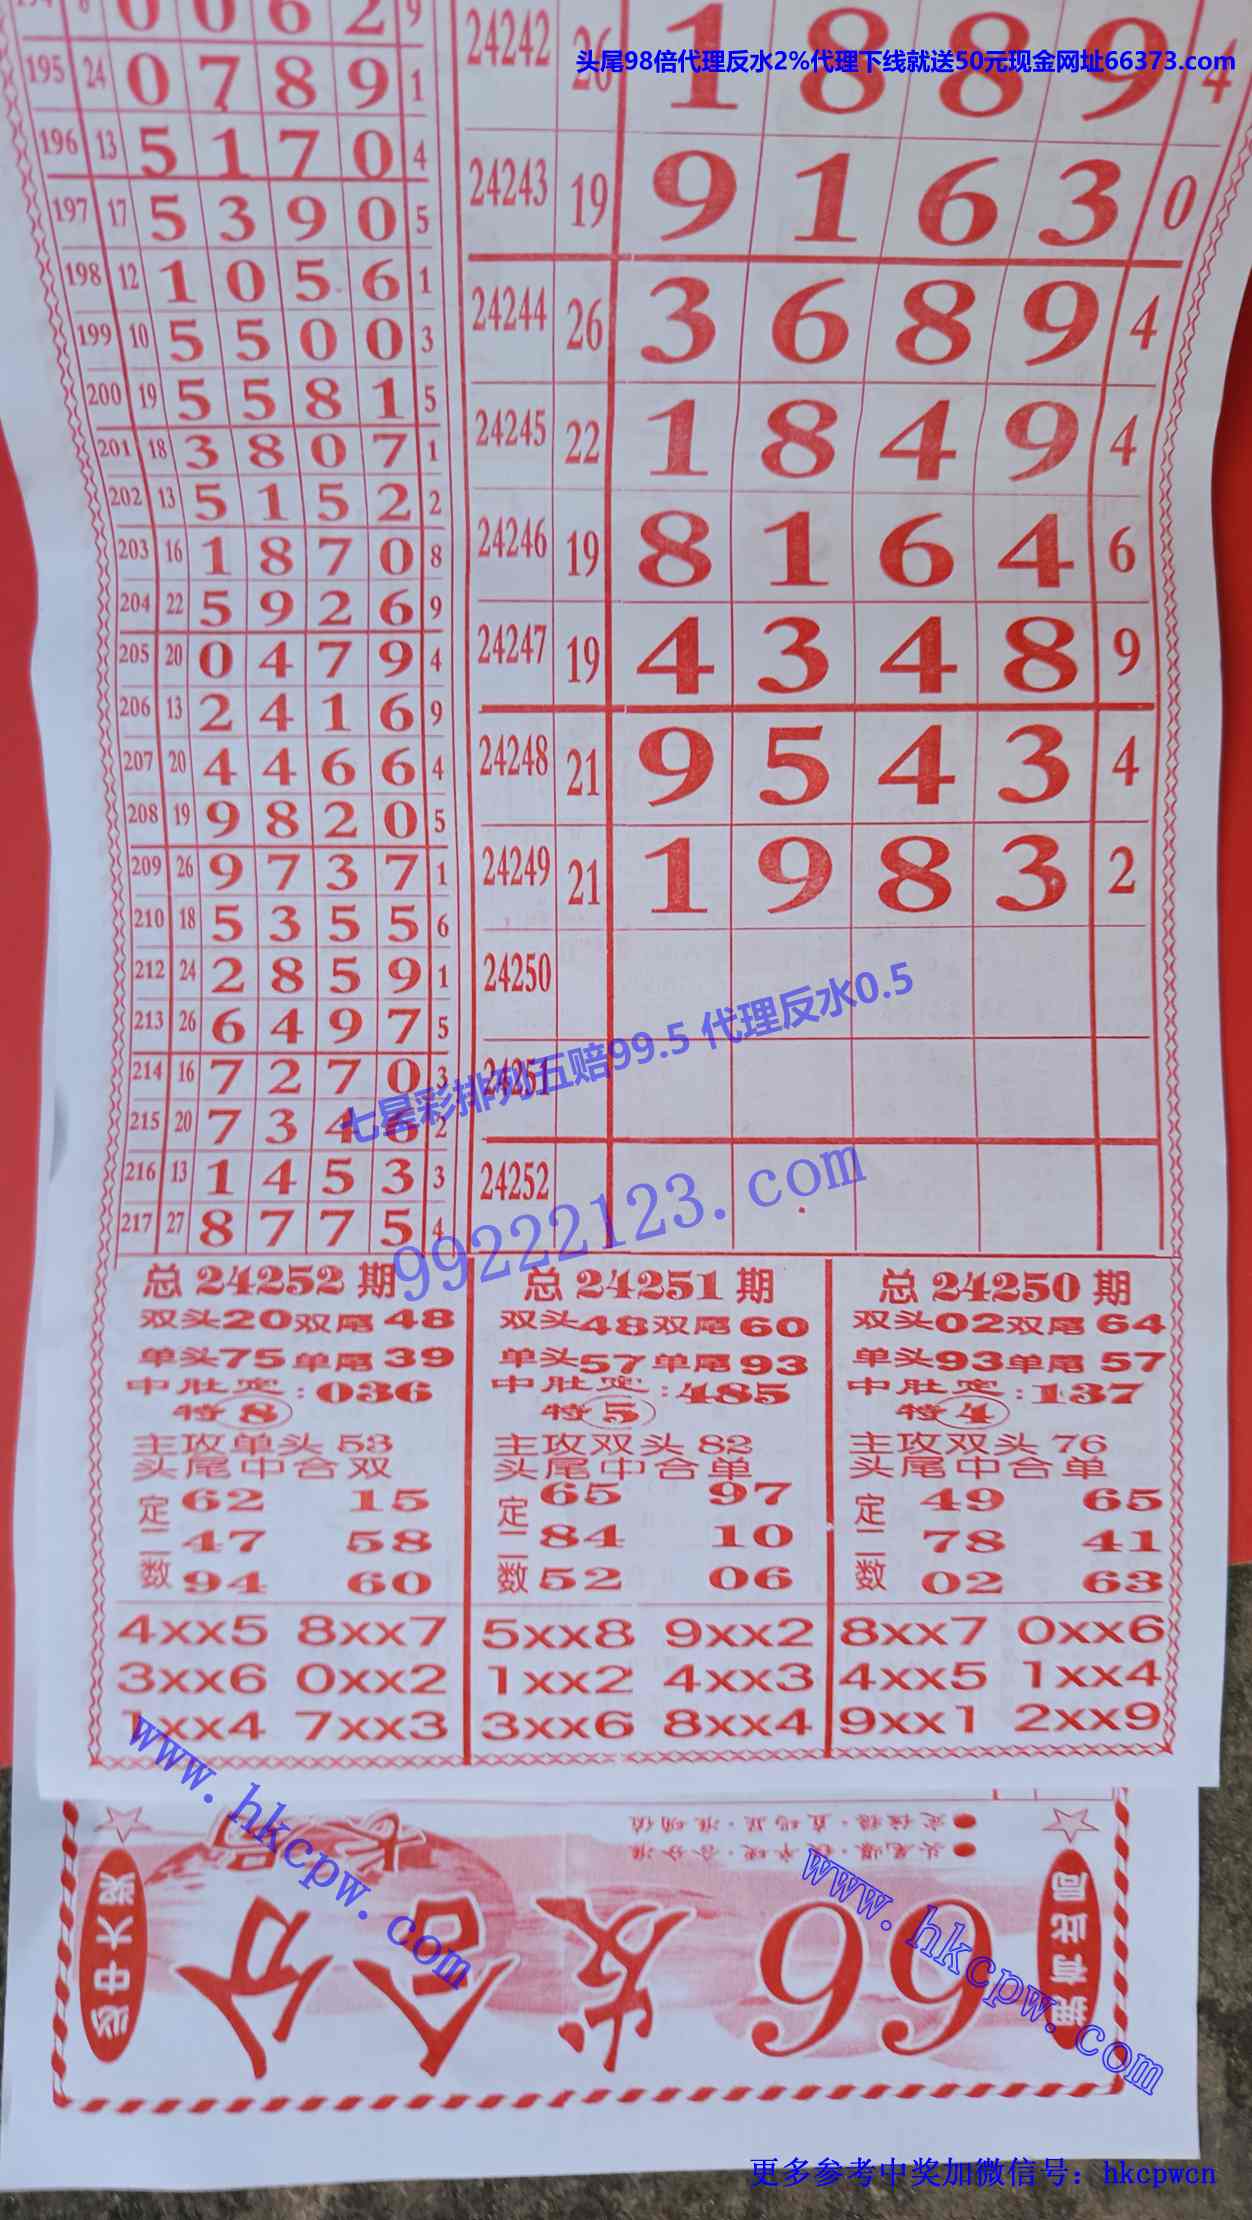 头尾98倍代理反水2%代理下线就送50元现金网址66373.com
0 0 6 2 9
195 24 0 7 8 9 1
196 13 5 1 7 0 4
197 17 5 3 9 0 5
198 12 1 0 5 6 1
199 10 5 5 0 0 3
200 19 5 5 8 1 5
201 18 3 8 0 7 1
202 13 5 1 5 2 2
203 16 1 8 7 0 8
204 22 5 9 2 6 9
205 20 0 4 7 9 4
206 13 2 4 1 6 9
207 20 4 4 6 6 4
208 19 9 8 2 0 5
209 26 9 7 3 7 1
210 18 5 3 5 5 6
212 24 2 8 5 9 1
213 26 6 4 9 7 5
214 16 7 2 7 0 3
215 20 7 3 4 6 2
216 13 1 4 5 3 3
217 27 8 7 7 5 4
24242 26 1 8 8 9 4
24243 19 9 1 6 3 0
24244 26 3 6 8 9 4
24245 22 1 8 4 9 4
24246 19 8 1 6 4 6
24247 19 4 3 4 8 9
24248 21 9 5 4 3 4
24249 21 1 9 8 3 2
24250
24251
24252
七星彩排列五赔99.5 代理反水0.5
99222123.com
总 24252 期
双头20双尾48
单头75单尾39
中肚定:036
特 8
主攻单头 53
头尾中合双
定二数
62 15
47 58
94 60
4xx5 8xx7
3xx6 0xx2
1xx4 7xx3
总 24251 期
双头48双尾60
单头57单尾93
中肚定:485
特 5
主攻双头 82
头尾中合单
定二数
65 97
84 10
52 06
5xx8 9xx2
1xx2 4xx3
3xx6 8xx4
总 24250 期
双头02双尾64
单头93单尾57
中肚定:137
特 4
主攻双头 76
头尾中合单
定二数
49 65
78 41
02 63
8xx7 0xx6
4xx5 1xx4
9xx1 2xx9
www.hkcpw.com
www.hkcpw.com
必中大奖
拥有此局
66发合分
更多参考中奖加微信号：hkcpwcn